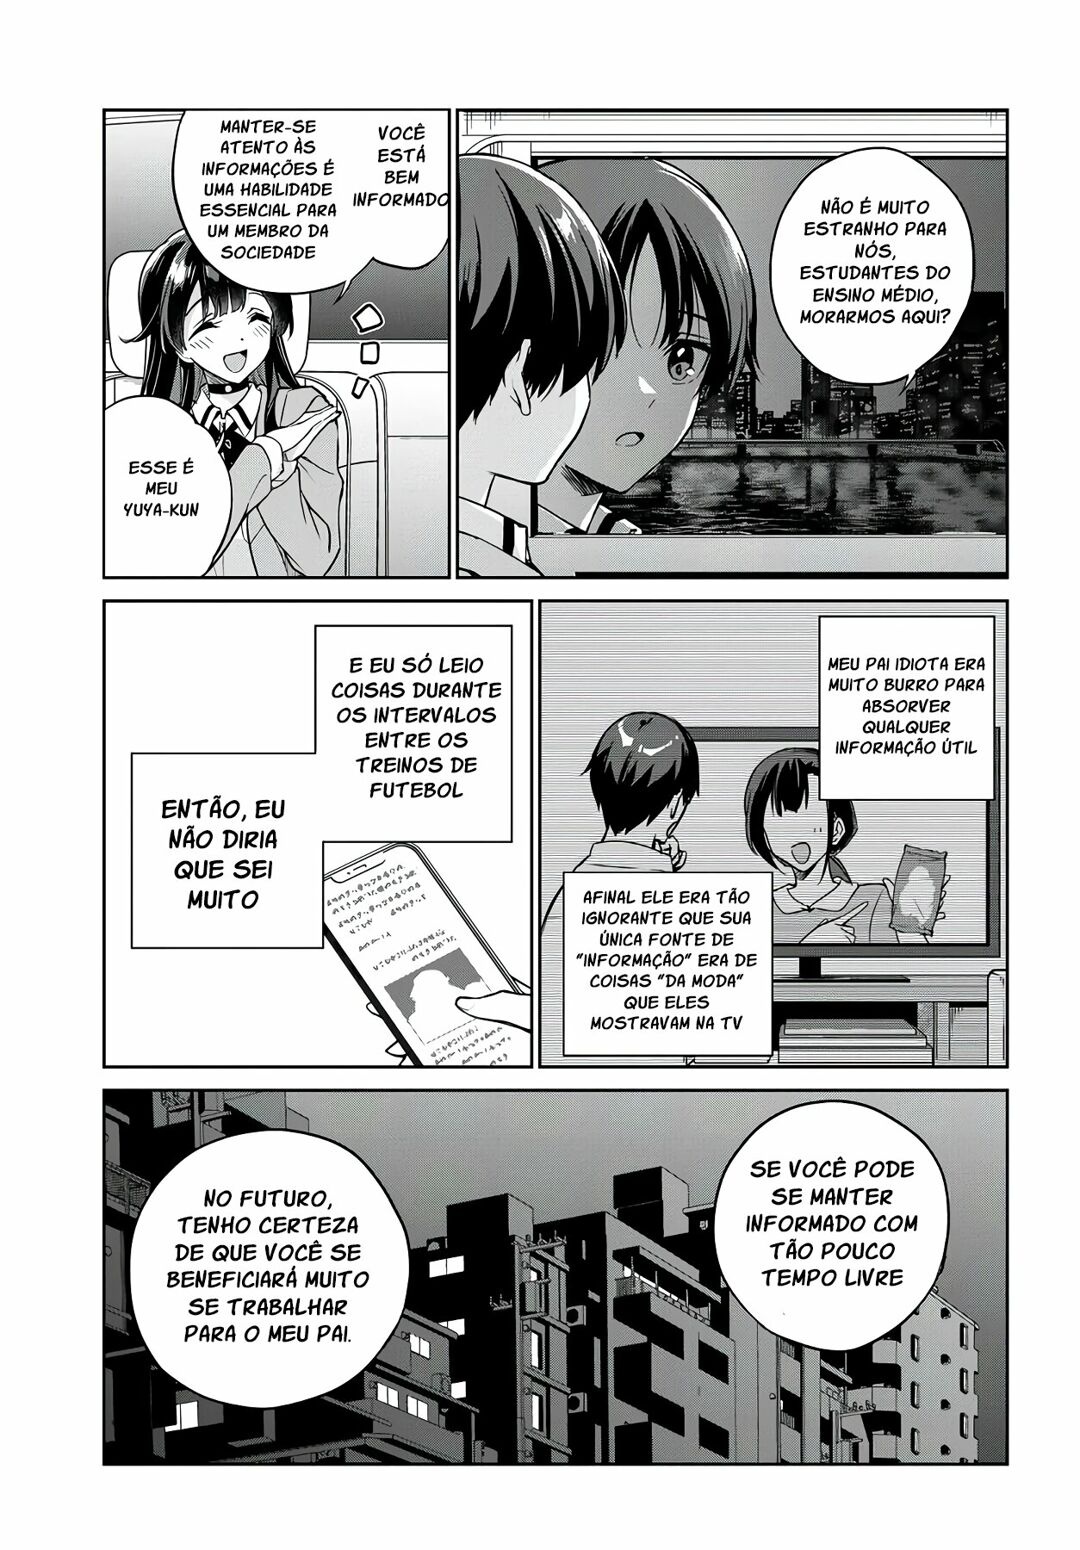 NÃO É MUITO
ESTRANHO PARA
NÓS,
ESTUDANTES DO
ENSINO MÉDIO,
MORARMOS AQUI?
VOCÊ
ESTÁ
BEM
INFORMADO
MANTER-SE
ATENTO ÀS
INFORMAÇÕES É
UMA HABILIDADE
ESSENCIAL PARA
UM MEMBRO DA
SOCIEDADE
ESSE É
MEU
YUYA-KUN
MEU PAI IDIOTA ERA
MUITO BURRO PARA
ABSORVER
QUALQUER
INFORMAÇÃO ÚTIL
AFINAL ELE ERA TÃO
IGNORANTE QUE SUA
ÚNICA FONTE DE
"INFORMAÇÃO" ERA DE
COISAS "DA MODA"
QUE ELES
MOSTRAVAM NA TV
E EU SÓ LEIO
COISAS DURANTE
OS INTERVALOS
ENTRE OS
TREINOS DE
FUTEBOL
ENTÃO, EU
NÃO DIRIA
QUE SEI
MUITO
SE VOCÊ PODE
SE MANTER
INFORMADO COM
TÃO POUCO
TEMPO LIVRE
NO FUTURO,
TENHO CERTEZA
DE QUE VOCÊ SE
BENEFICIARÁ MUITO
SE TRABALHAR
PARA O MEU PAI.